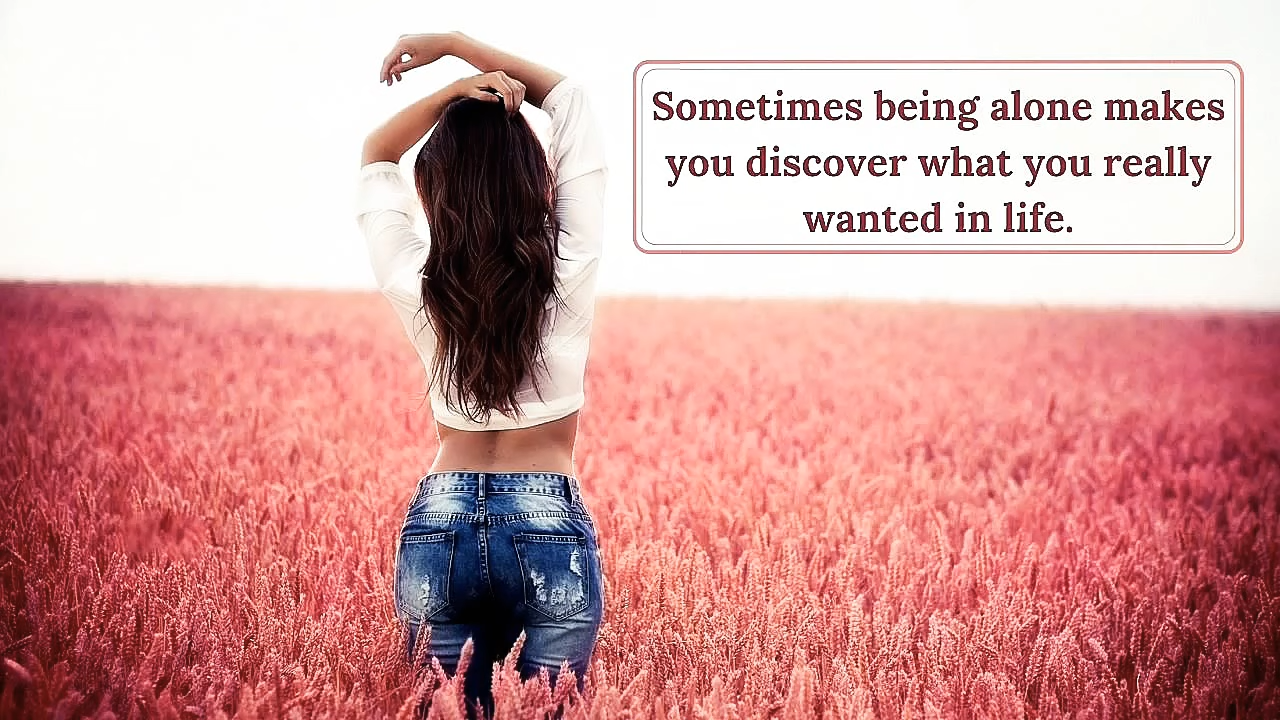 Sometimes being alone makes
you discover what you really
wanted in life.